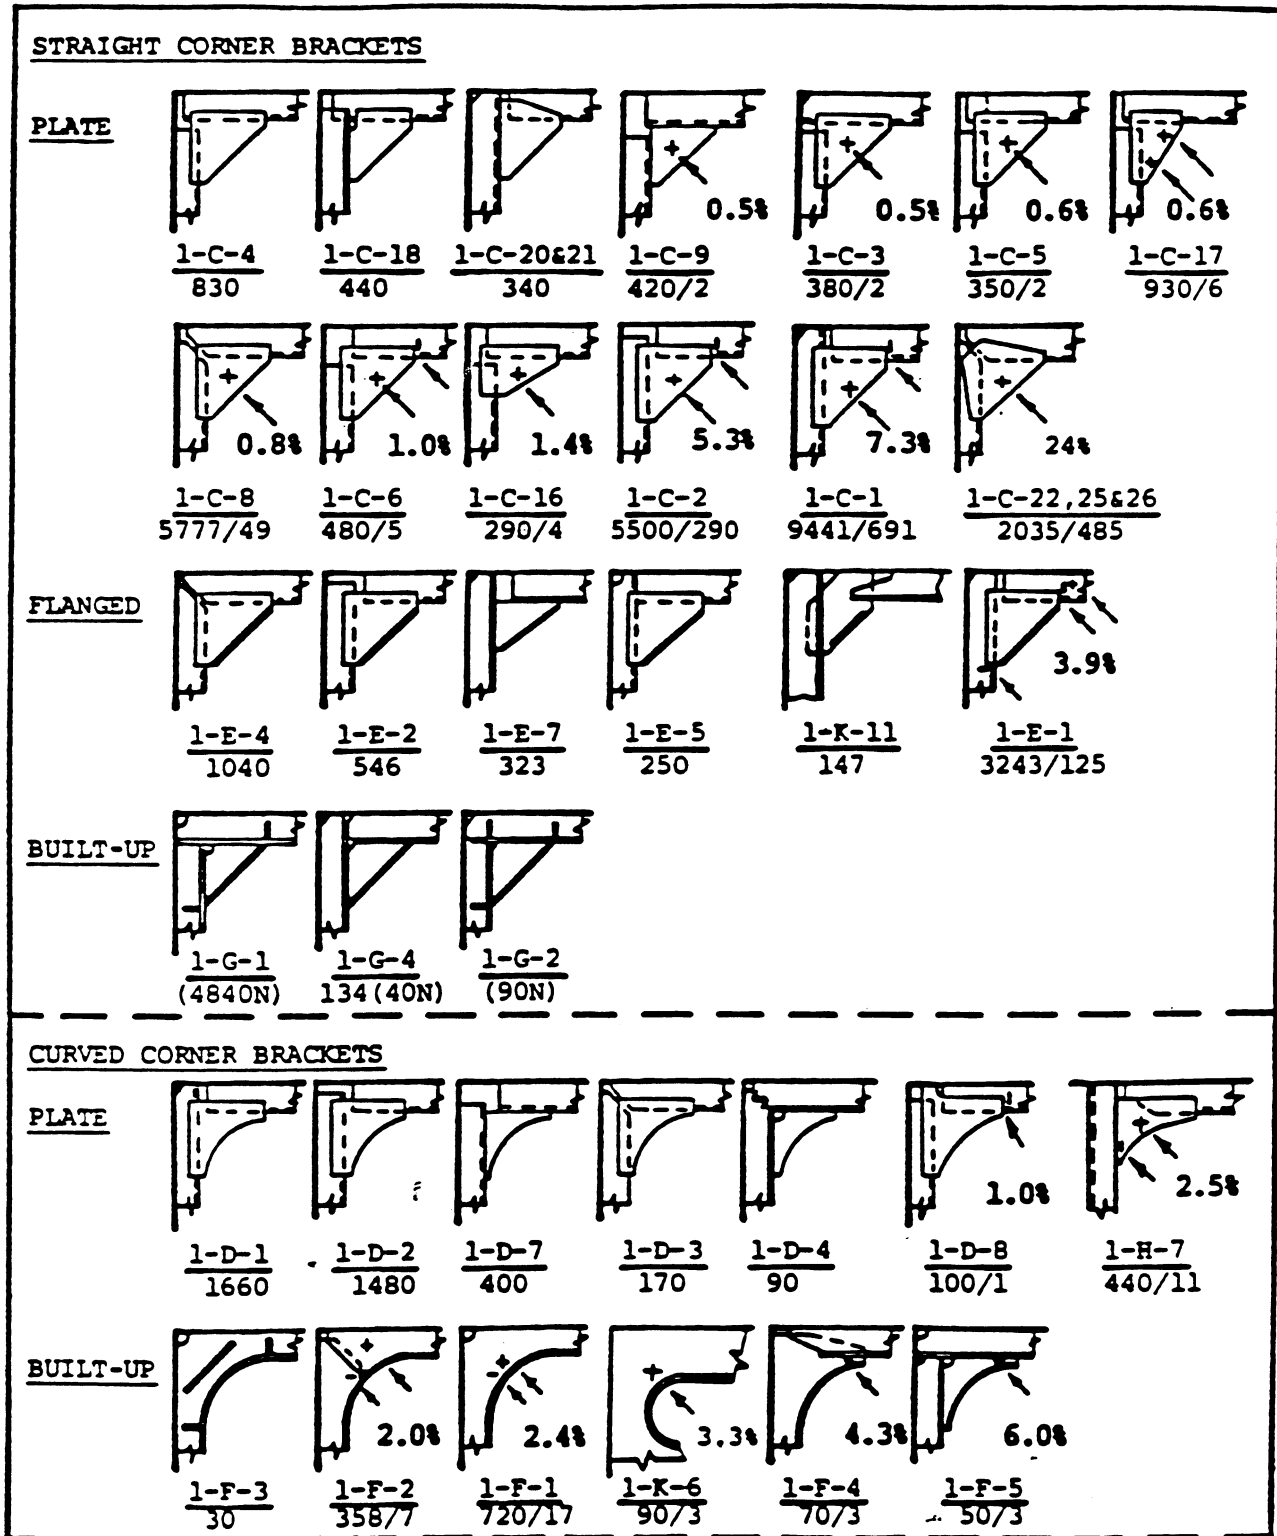 STRAIGHT CORNER BRACKETS
PLATE
0.5% 0.5% 0.6% 0.6%
1-C-4 1-C-18 1-C-20&21 1-C-9 1-C-3 1-C-5 1-C-17
830 440 340 420/2 380/2 350/2 930/6
0.8% 1.0% 1.4% 5.3% 7.3% 24%
1-C-8 1-C-6 1-C-16 1-C-2 1-C-1 1-C-22,25&26
5777/49 480/5 290/4 5500/290 9441/691 2035/485
FLANGED
3.9%
1-E-4 1-E-2 1-E-7 1-E-5 1-K-11 1-E-1
1040 546 323 250 147 3243/125
BUILT-UP
1-G-1 1-G-4 1-G-2
(4840N) 134(40N) (90N)
CURVED CORNER BRACKETS
PLATE
1.0% 2.5%
1-D-1 1-D-2 1-D-7 1-D-3 1-D-4 1-D-8 1-H-7
1660 1480 400 170 90 100/1 440/11
BUILT-UP
2.0% 2.4% 3.3% 4.3% 6.0%
1-F-3 1-F-2 1-F-1 1-K-6 1-F-4 1-F-5
30 358/7 720/17 90/3 70/3 50/3